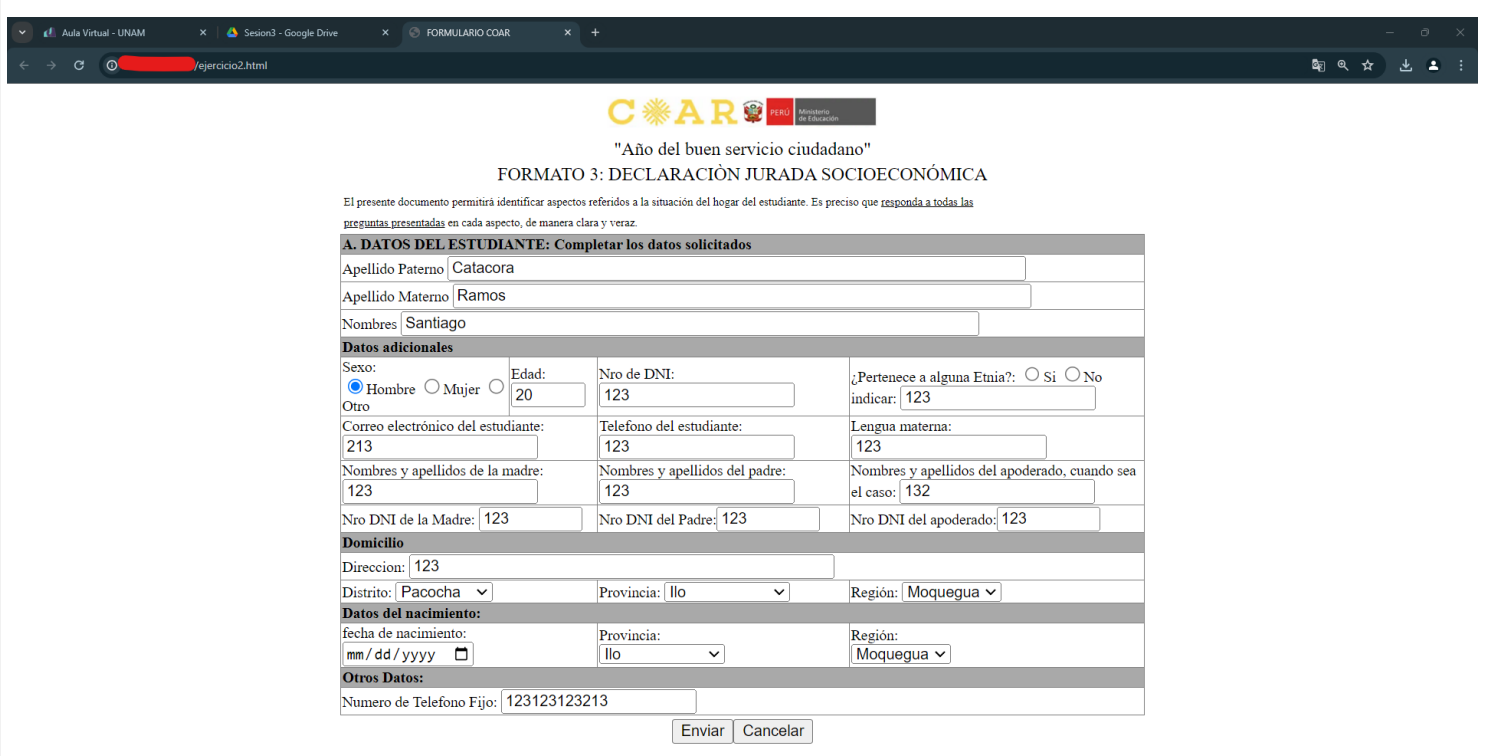 Aula Virtual - UNAM
Sesion3 - Google Drive
FORMULARIO COAR
/ejercicio2.html
COAR PERÚ Ministerio
de Educación
"Año del buen servicio ciudadano"
FORMATO 3: DECLARACIÒN JURADA SOCIOECONÓMICA
El presente documento permitirá identificar aspectos referidos a la situación del hogar del estudiante. Es preciso que responda a todas las
preguntas presentadas en cada aspecto, de manera clara y veraz.
A. DATOS DEL ESTUDIANTE: Completar los datos solicitados
Apellido Paterno Catacora
Apellido Materno Ramos
Nombres Santiago
Datos adicionales
Sexo:
Hombre Mujer
Otro
Edad:
20
Nro de DNI:
123
¿Pertenece a alguna Etnia?: Si No
indicar: 123
Correo electrónico del estudiante:
213
Telefono del estudiante:
123
Lengua materna:
123
Nombres y apellidos de la madre:
123
Nombres y apellidos del padre:
123
Nombres y apellidos del apoderado, cuando sea
el caso: 132
Nro DNI de la Madre: 123
Nro DNI del Padre: 123
Nro DNI del apoderado: 123
Domicilio
Direccion: 123
Distrito: Pacocha
Provincia: Ilo
Región: Moquegua
Datos del nacimiento:
fecha de nacimiento:
mm/dd/yyyy
Provincia:
Ilo
Región:
Moquegua
Otros Datos:
Numero de Telefono Fijo: 123123123213
Enviar Cancelar